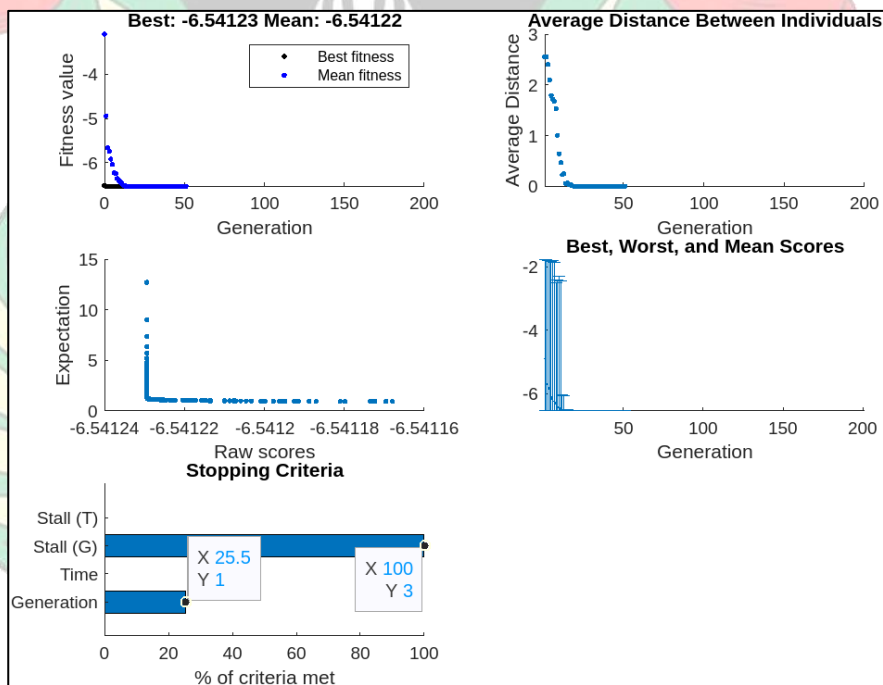 Best: -6.54123 Mean: -6.54122
Fitness value
-4
-5
-6
Best fitness
Mean fitness
0 50 100 150 200
Generation
Average Distance Between Individuals
Average Distance
3
2
1
0
0 50 100 150 200
Generation
Expectation
15
10
5
0
-6.54124 -6.54122 -6.5412 -6.54118 -6.54116
Raw scores
Best, Worst, and Mean Scores
-2
-4
-6
50 100 150 200
Generation
Stopping Criteria
Stall (T)
Stall (G)
Time
Generation
X 25.5
Y 1
X 100
Y 3
0 20 40 60 80 100
% of criteria met